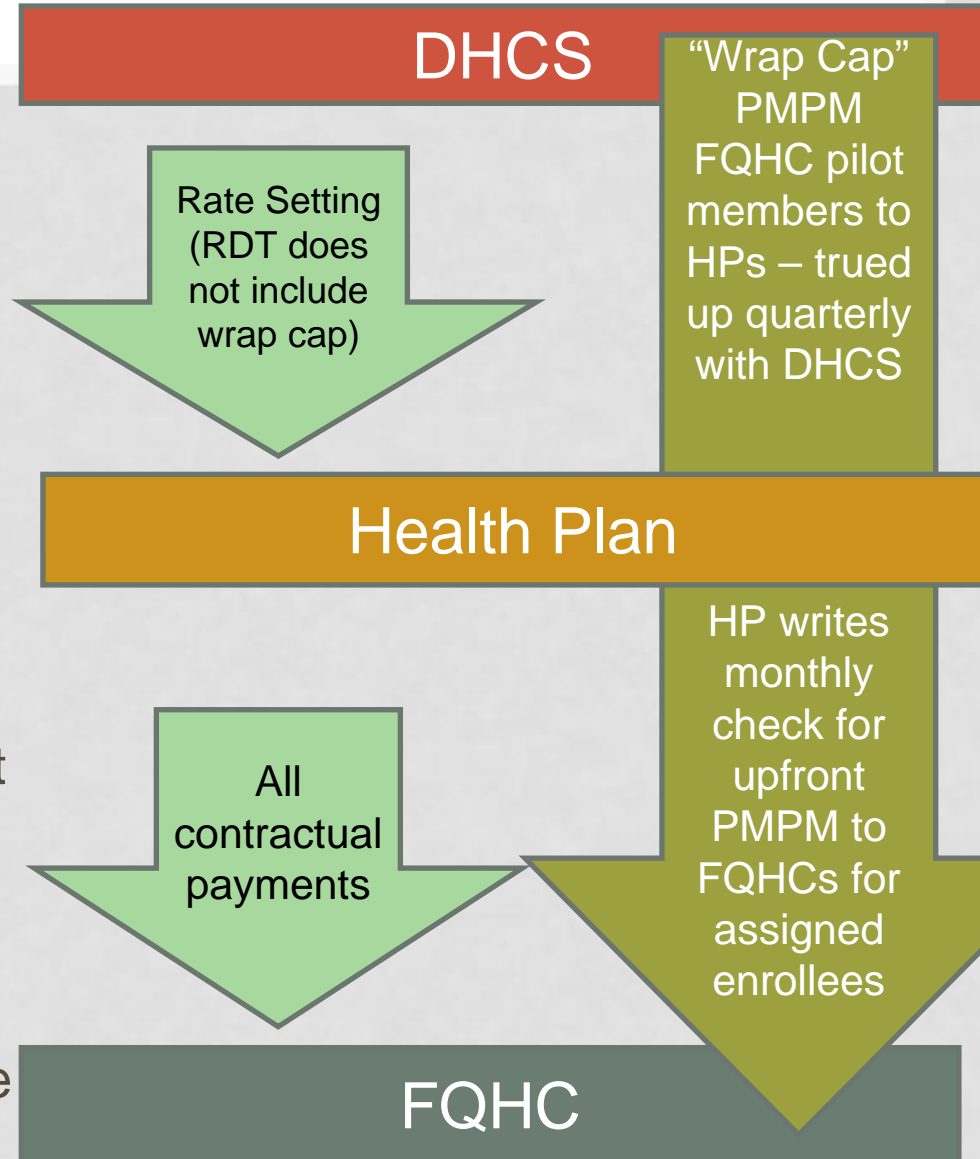 DHCS
“Wrap Cap”
PMPM
FQHC pilot
members to
HPs – trued
up quarterly
with DHCS
Rate Setting
(RDT does
not include
wrap cap)
Health Plan
HP writes
monthly
check for
upfront
PMPM to
FQHCs for
assigned
enrollees
All
contractual
payments
FQHC